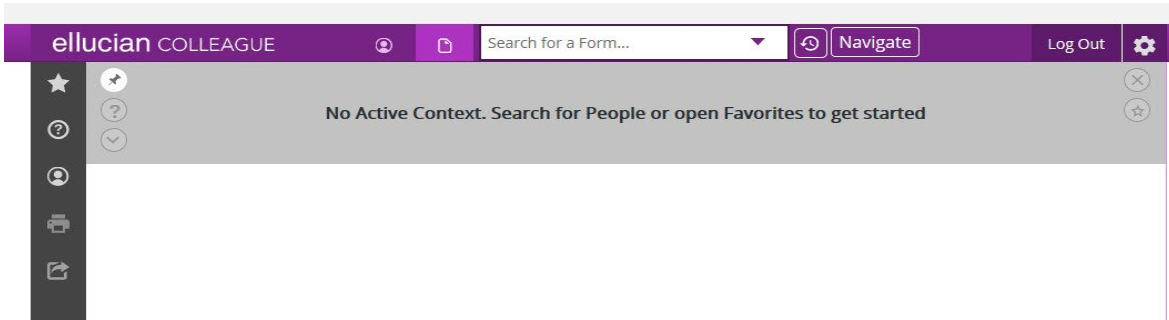 ellucian COLLEAGUE Search for a Form... Navigate Log Out
No Active Context. Search for People or open Favorites to get started